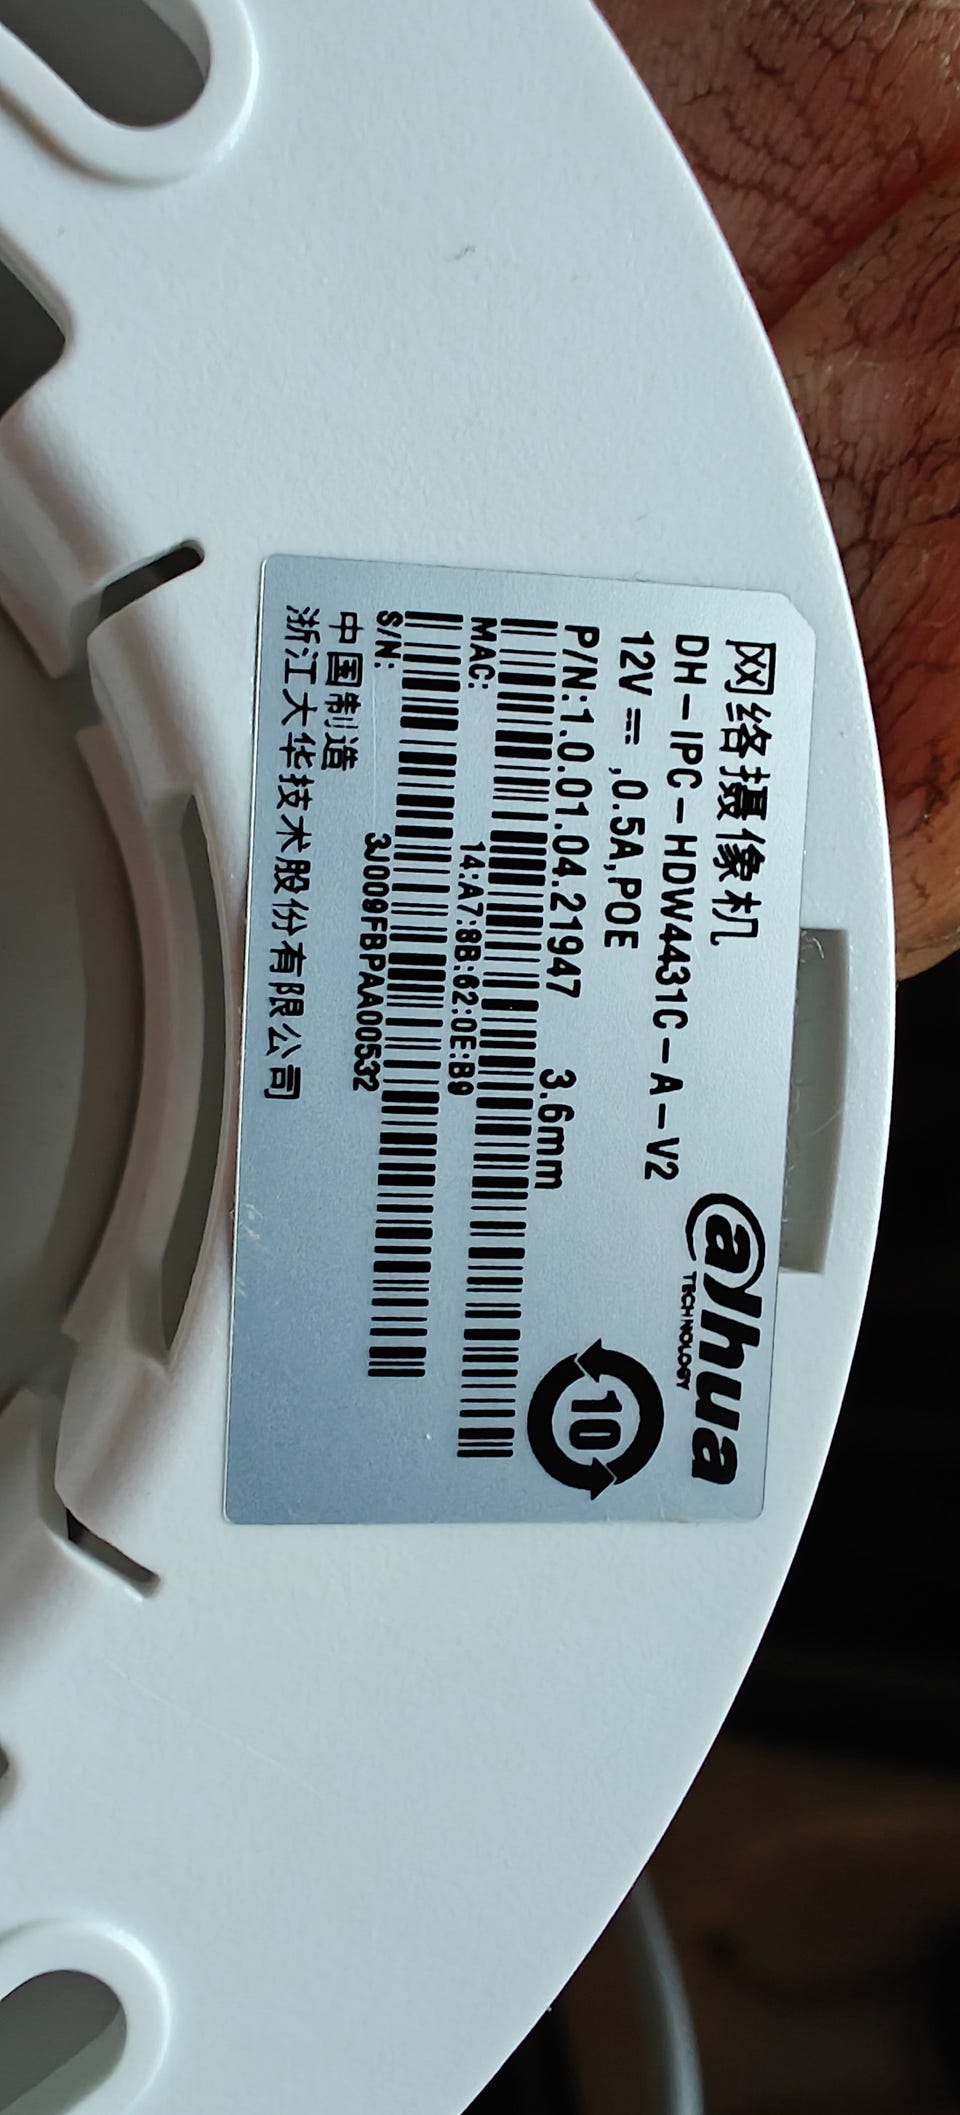 网络摄像机
DH-IPC-HDW4431C-A-V2
alhua
TECHNOLOGY
12V⎓,0.5A,POE
P/N:1.0.01.04.21947 3.6mm
10
MAC:
14:A7:8B:62:0E:B9
S/N:
3J009FBPAA00532
中国制造
浙江大华技术股份有限公司